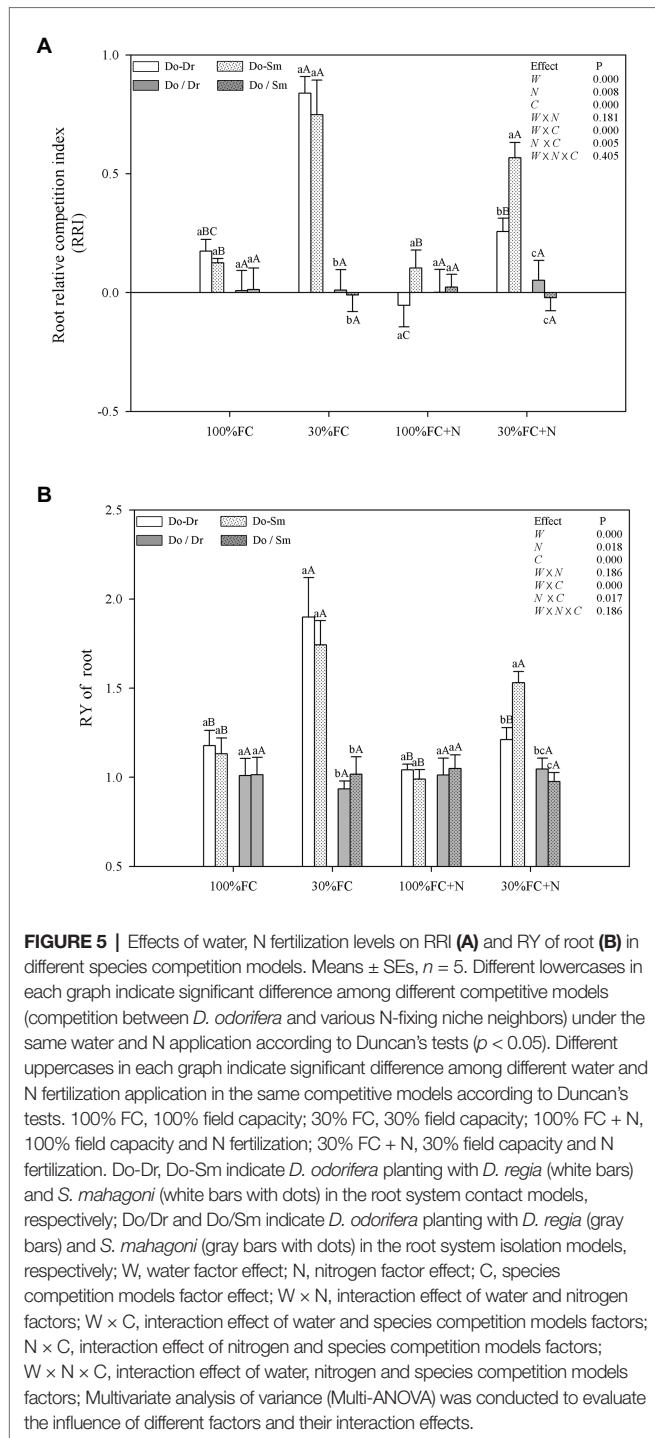 A
Root relative competition index
(RRI)
1.0
0.5
0.0
-0.5
Do-Dr
Do-Sm
Do / Dr
Do / Sm
Effect P
W 0.000
N 0.008
C 0.000
W X N 0.181
W X C 0.000
N X C 0.005
W X N X C 0.405
aBC
aB
aA
aA
aA
aA
bA
bA
aC
aB
aA
aA
bB
aA
cA
cA
100%FC
30%FC
100%FC+N
30%FC+N
B
RY of root
2.5
2.0
1.5
1.0
0.5
Do-Dr
Do-Sm
Do / Dr
Do / Sm
Effect P
W 0.000
N 0.018
C 0.000
W X N 0.186
W X C 0.000
N X C 0.017
W X N X C 0.186
aB
aB
aA
aA
aA
aA
bA
bA
aB
aB
aA
aA
bB
aA
bcA
cA
100%FC
30%FC
100%FC+N
30%FC+N
FIGURE 5 | Effects of water, N fertilization levels on RRI (A) and RY of root (B) in
different species competition models. Means ± SEs, n = 5. Different lowercases in
each graph indicate significant difference among different competitive models
(competition between D. odorifera and various N-fixing niche neighbors) under the
same water and N application according to Duncan's tests (p < 0.05). Different
uppercases in each graph indicate significant difference among different water and
N fertilization application in the same competitive models according to Duncan's
tests. 100% FC, 100% field capacity; 30% FC, 30% field capacity; 100% FC + N,
100% field capacity and N fertilization; 30% FC + N, 30% field capacity and N
fertilization. Do-Dr, Do-Sm indicate D. odorifera planting with D. regia (white bars)
and S. mahagoni (white bars with dots) in the root system contact models,
respectively; Do/Dr and Do/Sm indicate D. odorifera planting with D. regia (gray
bars) and S. mahagoni (gray bars with dots) in the root system isolation models,
respectively; W, water factor effect; N, nitrogen factor effect; C, species
competition models factor effect; W × N, interaction effect of water and nitrogen
factors; W × C, interaction effect of water and species competition models factors;
N × C, interaction effect of nitrogen and species competition models factors;
W × N × C, interaction effect of water, nitrogen and species competition models
factors; Multivariate analysis of variance (Multi-ANOVA) was conducted to evaluate
the influence of different factors and their interaction effects.